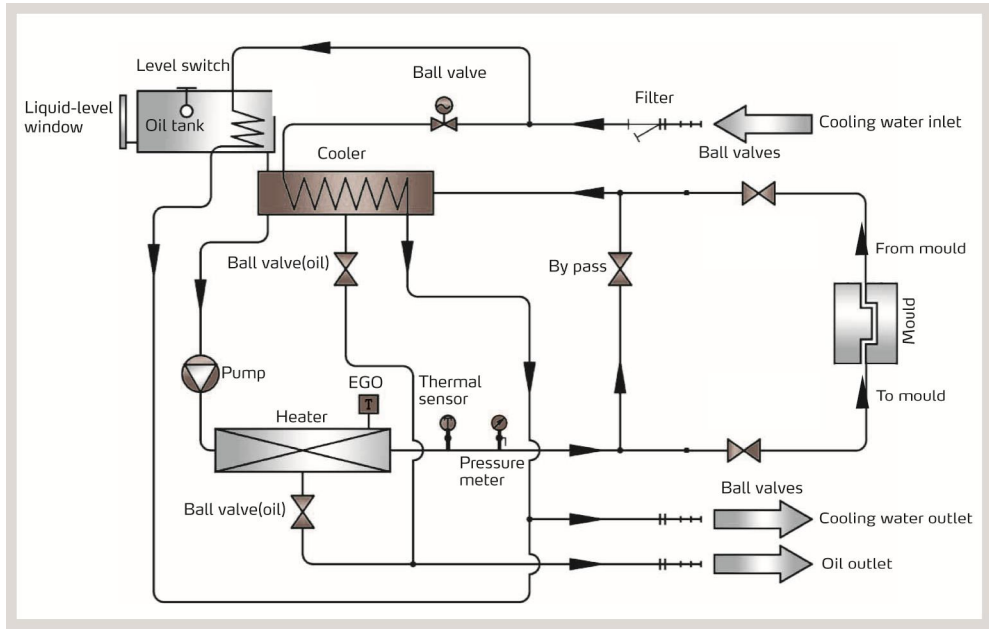 Level switch
Ball valve
Liquid-level
window
Oil tank
Filter
Cooling water inlet
Ball valves
Cooler
Ball valve(oil)
By pass
From mould
Mould
Pump
EGO
T
Thermal
sensor
T
Heater
To mould
Pressure
meter
Ball valve(oil)
Ball valves
Cooling water outlet
Oil outlet